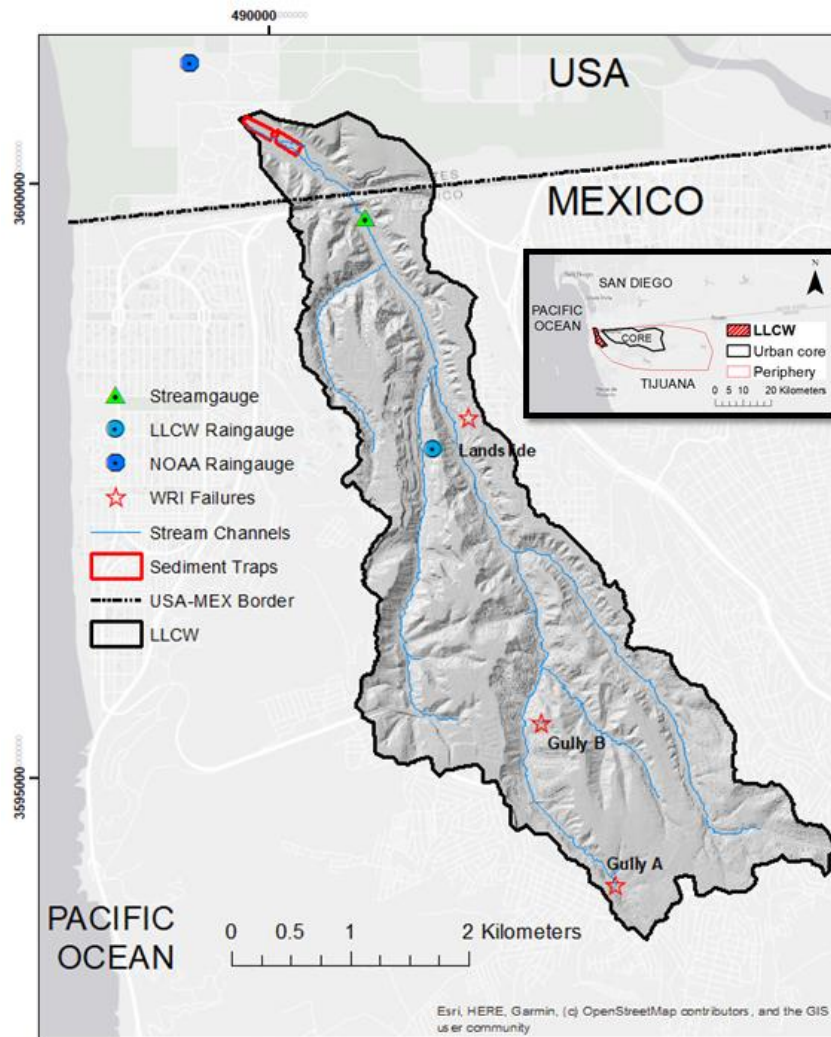 490000
USA
3600000
MEXICO
SAN DIEGO
N
PACIFIC
OCEAN
CORE
TIJUANA
LLCW
Urban core
Periphery
0 5 10 20 Kilometers
Streamgauge
LLCW Raingauge
NOAA Raingauge
WRI Failures
Stream Channels
Sediment Traps
USA-MEX Border
LLCW
Landslide
Gully B
3595000
Gully A
PACIFIC
OCEAN
0 0.5 1 2 Kilometers
Esri, HERE, Garmin, (c) OpenStreetMap contributors, and the GIS
user community